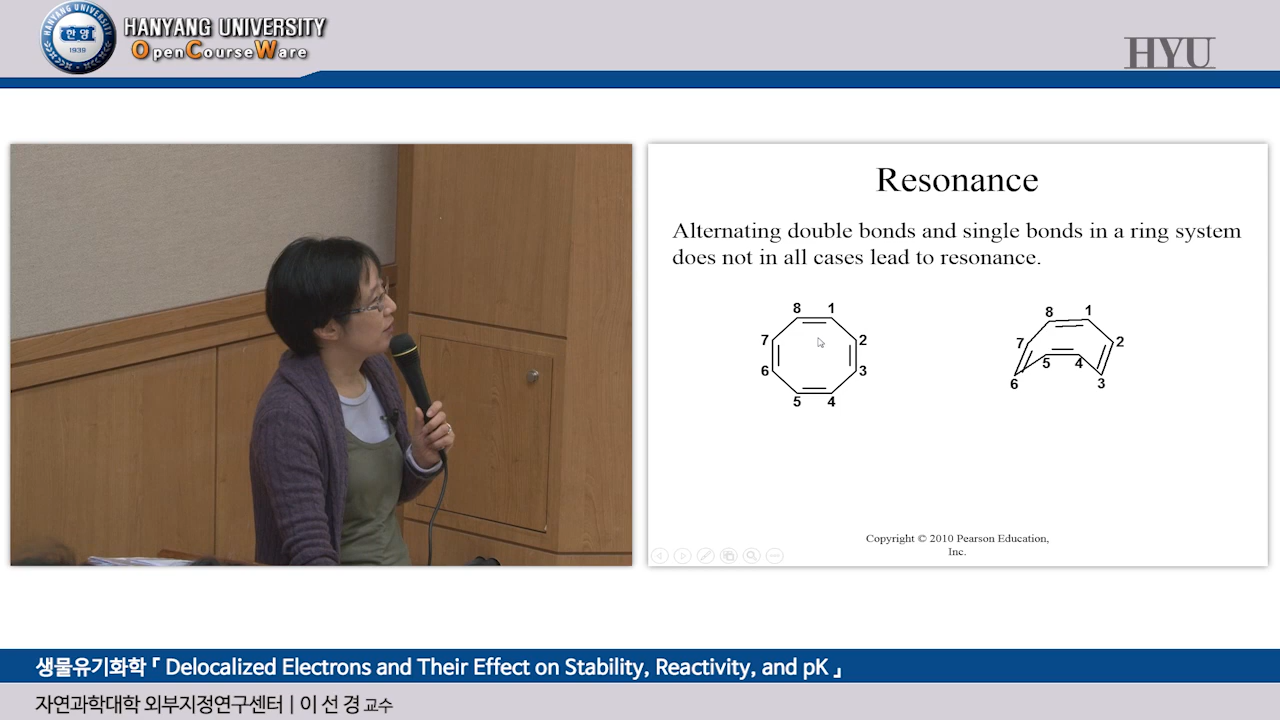 HANYANG UNIVERSITY
한양
1939
HANYANG UNIVERSITY
OpenCourseWare
HYU
Resonance
Alternating double bonds and single bonds in a ring system
does not in all cases lead to resonance.
8 1
7 2
6 3
5 4
8 1
7 2
5 4
6 3
Copyright © 2010 Pearson Education,
Inc.
생물유기화학 「 Delocalized Electrons and Their Effect on Stability, Reactivity, and pK 」
자연과학대학 외부지정연구센터 | 이 선 경 교수